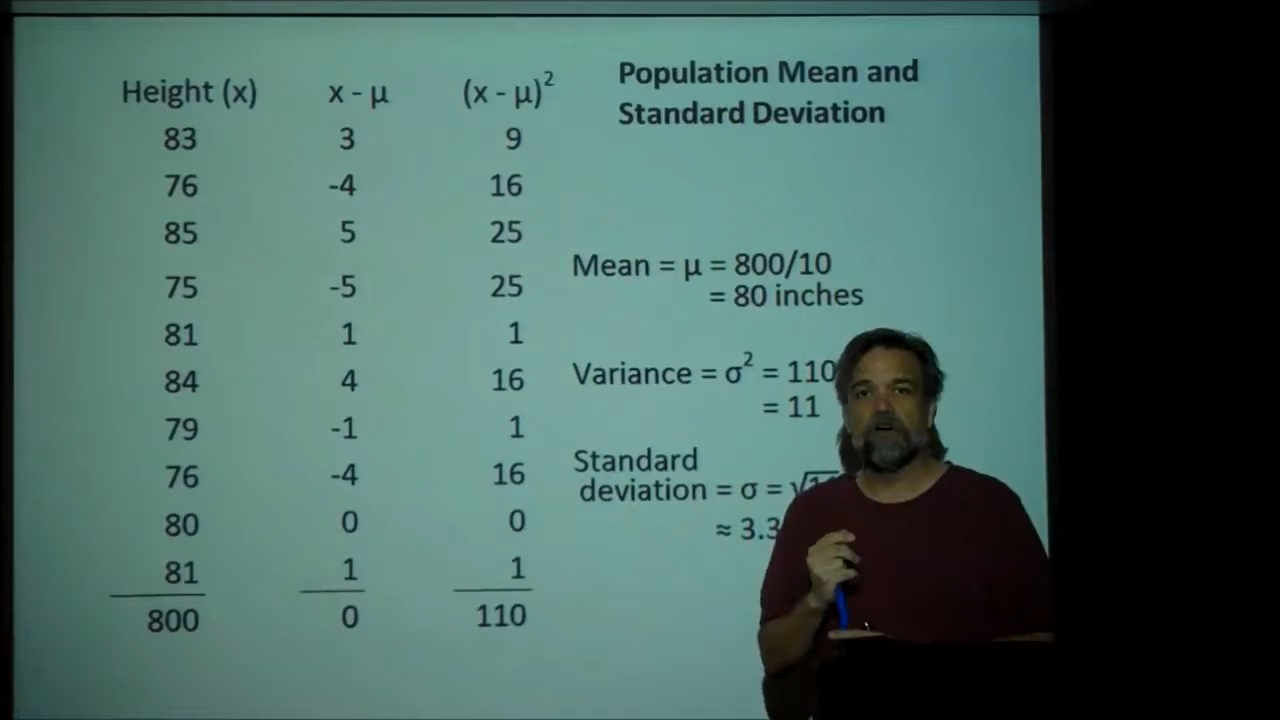 Population Mean and
Standard Deviation
Height (x) x - μ (x - μ)²
83 3 9
76 -4 16
85 5 25
75 -5 25
81 1 1
84 4 16
79 -1 1
76 -4 16
80 0 0
81 1 1
800 0 110
Mean = μ = 800/10
= 80 inches
Variance = σ² = 110
= 11
Standard
deviation = σ =
≈ 3.3